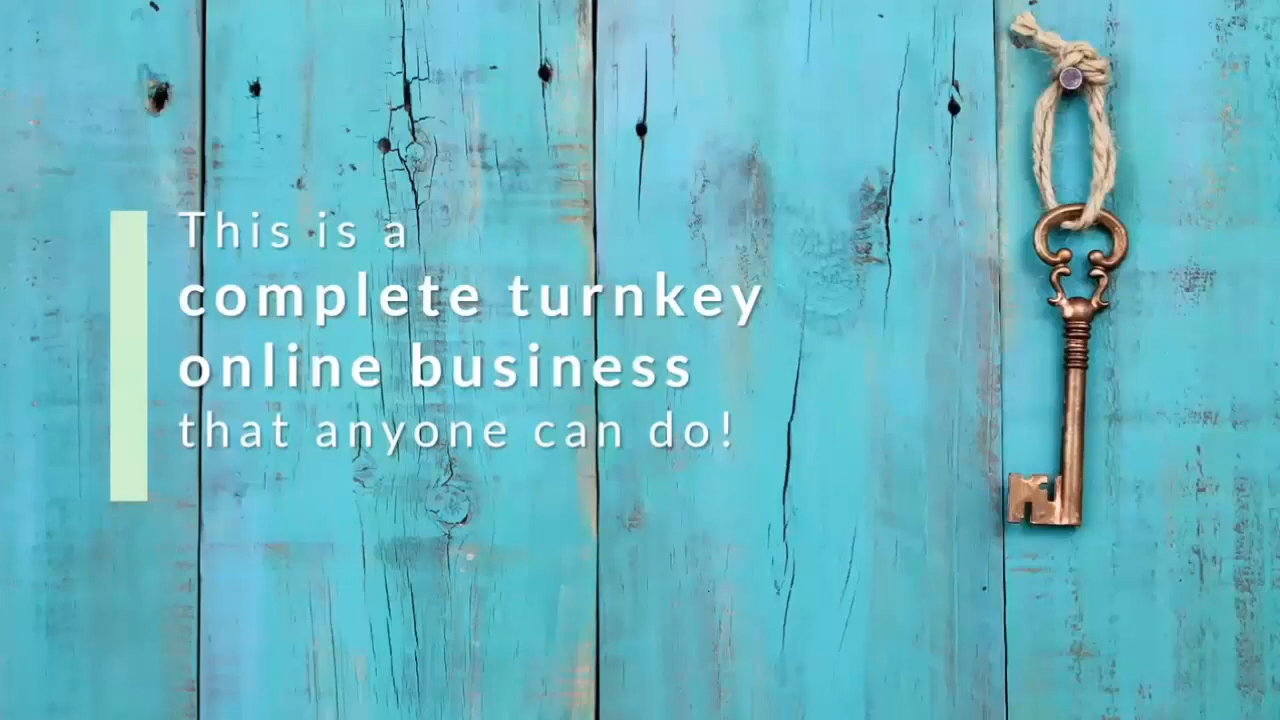 This is a
complete turnkey
online business
that anyone can do!